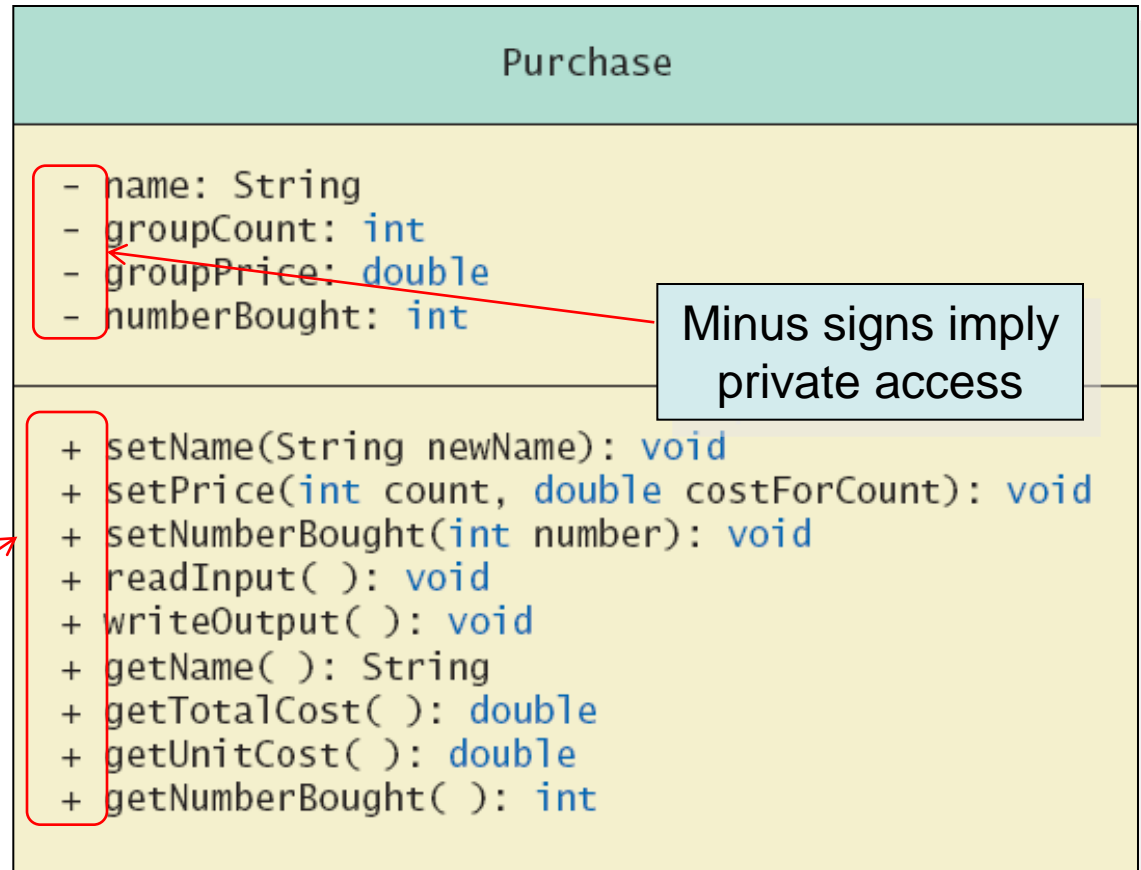 Purchase
- name: String
- groupCount: int
- groupPrice: double
- numberBought: int
Minus signs imply
private access
+ setName(String newName): void
+ setPrice(int count, double costForCount): void
+ setNumberBought(int number): void
+ readInput( ): void
+ writeOutput( ): void
+ getName( ): String
+ getTotalCost( ): double
+ getUnitCost( ): double
+ getNumberBought( ): int